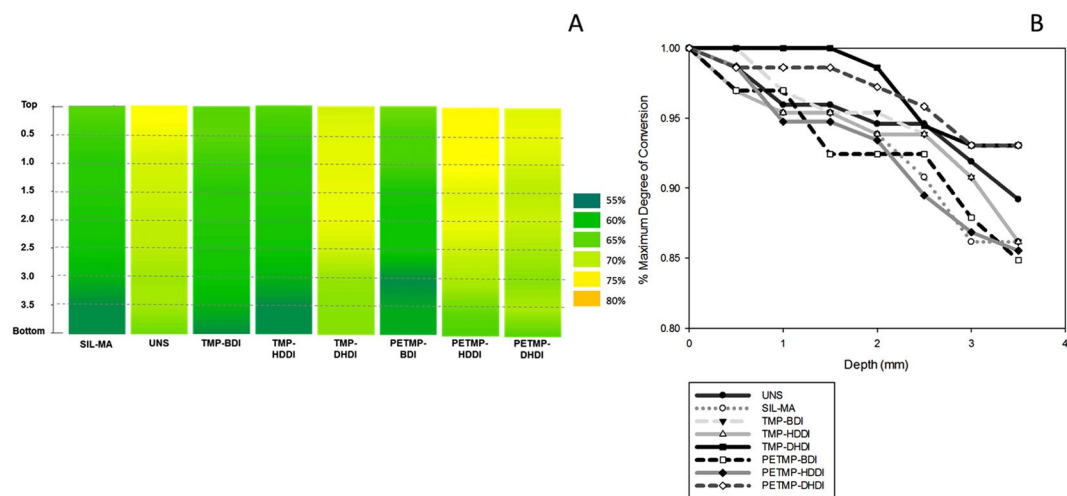 A
B
Top
0.5
1.0
1.5
2.0
2.5
3.0
3.5
Bottom
SIL-MA
UNS
TMP-BDI
TMP-
HDDI
TMP-
DHDI
PETMP-
BDI
PETMP-
HDDI
PETMP-
DHDI
55%
60%
65%
70%
75%
80%
% Maximum Degree of Conversion
1.00
0.95
0.90
0.85
0.80
0
1
2
3
4
Depth (mm)
UNS
SIL-MA
TMP-BDI
TMP-HDDI
TMP-DHDI
PETMP-BDI
PETMP-HDDI
PETMP-DHDI